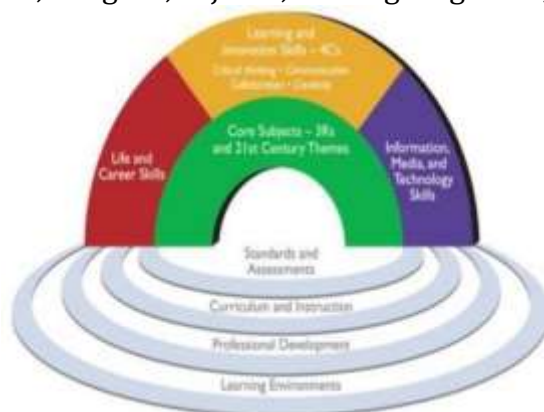 Learning and
Innovation Skills – 4Cs
Critical thinking • Communication
Collaboration • Creativity
Core Subjects – 3Rs
and 21st Century Themes
Life and
Career Skills
Information,
Media, and
Technology
Skills
Standards and
Assessments
Curriculum and Instruction
Professional Development
Learning Environments